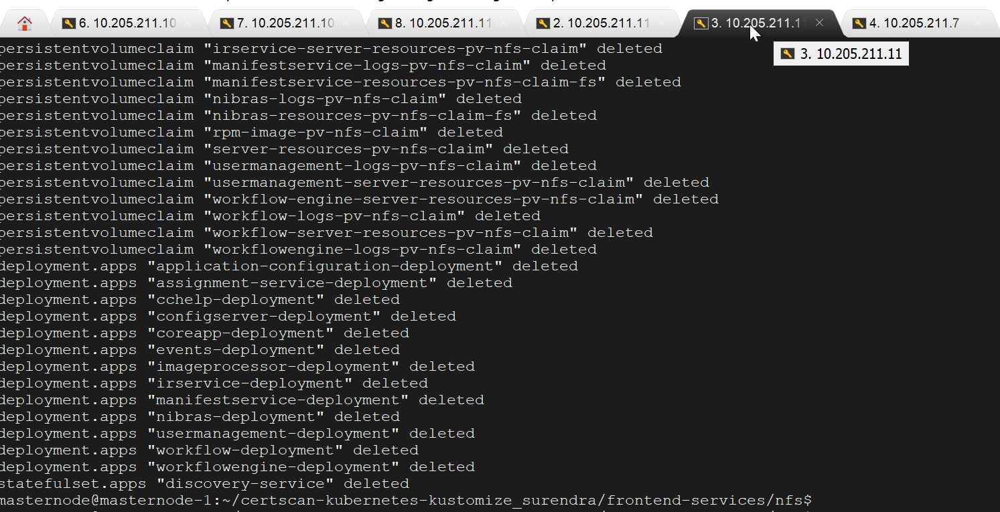 6. 10.205.211.10
7. 10.205.211.10
8. 10.205.211.11
2. 10.205.211.11
3. 10.205.211.1
4. 10.205.211.7
3. 10.205.211.11
persistentvolumeclaim "irservice-server-resources-pv-nfs-claim" deleted
persistentvolumeclaim "manifestservice-logs-pv-nfs-claim" deleted
persistentvolumeclaim "manifestservice-resources-pv-nfs-claim-fs" deleted
persistentvolumeclaim "nibras-logs-pv-nfs-claim" deleted
persistentvolumeclaim "nibras-resources-pv-nfs-claim-fs" deleted
persistentvolumeclaim "rpm-image-pv-nfs-claim" deleted
persistentvolumeclaim "server-resources-pv-nfs-claim" deleted
persistentvolumeclaim "usermanagement-logs-pv-nfs-claim" deleted
persistentvolumeclaim "usermanagement-server-resources-pv-nfs-claim" deleted
persistentvolumeclaim "workflow-engine-server-resources-pv-nfs-claim" deleted
persistentvolumeclaim "workflow-logs-pv-nfs-claim" deleted
persistentvolumeclaim "workflow-server-resources-pv-nfs-claim" deleted
persistentvolumeclaim "workflowengine-logs-pv-nfs-claim" deleted
deployment.apps "application-configuration-deployment" deleted
deployment.apps "assignment-service-deployment" deleted
deployment.apps "cchelp-deployment" deleted
deployment.apps "configserver-deployment" deleted
deployment.apps "coreapp-deployment" deleted
deployment.apps "events-deployment" deleted
deployment.apps "imageprocessor-deployment" deleted
deployment.apps "irservice-deployment" deleted
deployment.apps "manifestservice-deployment" deleted
deployment.apps "nibras-deployment" deleted
deployment.apps "usermanagement-deployment" deleted
deployment.apps "workflow-deployment" deleted
deployment.apps "workflowengine-deployment" deleted
statefulset.apps "discovery-service" deleted
masternode@masternode-1:~/certscan-kubernetes-kustomize_surendra/frontend-services/nfs$